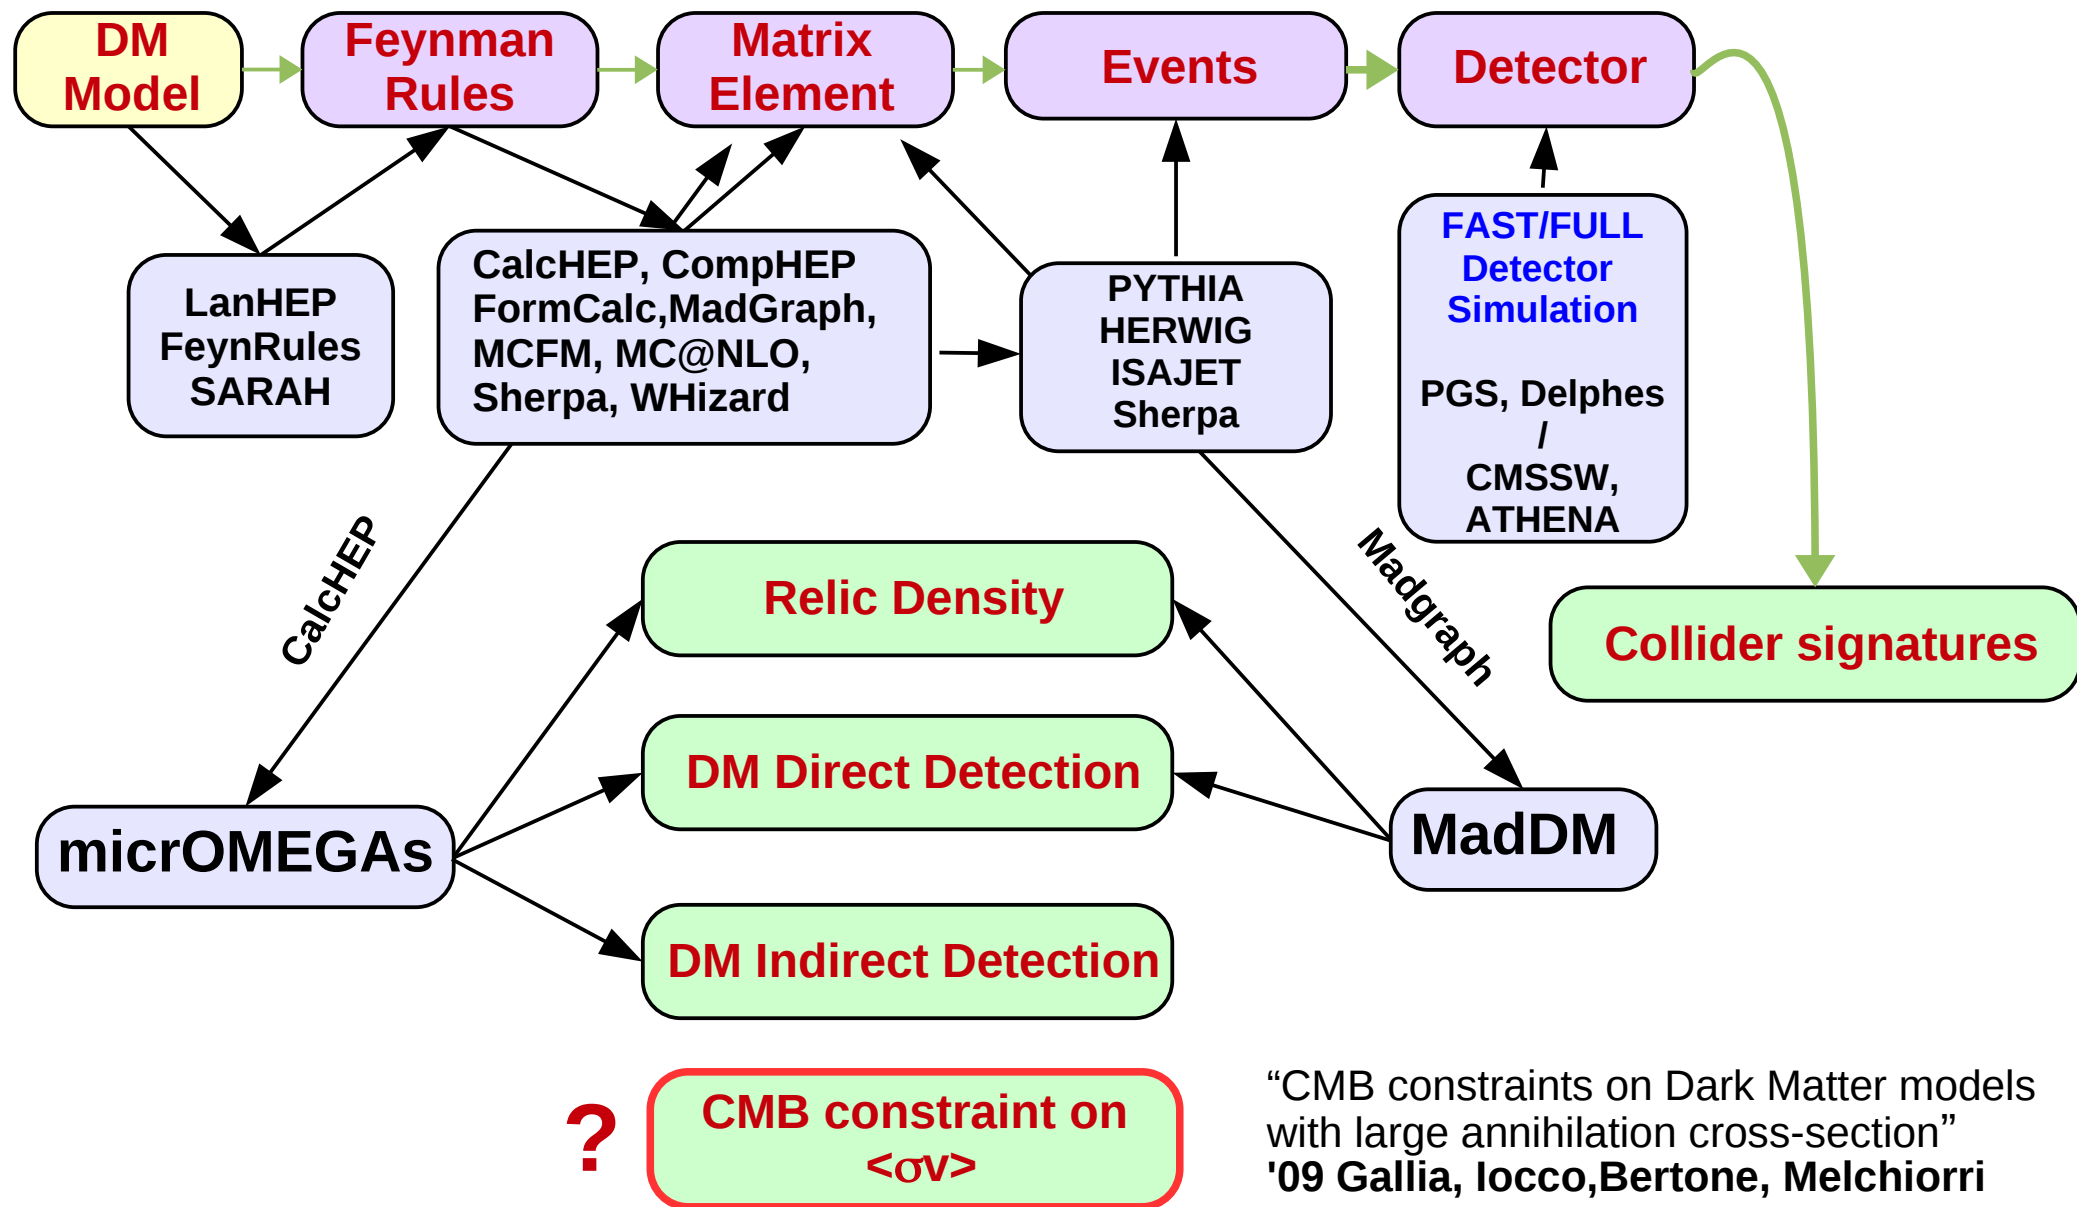 DM
Model
Feynman
Rules
Matrix
Element
Events
Detector
LanHEP
FeynRules
SARAH
CalcHEP, CompHEP
FormCalc,MadGraph,
MCFM, MC@NLO,
Sherpa, WHizard
PYTHIA
HERWIG
ISAJET
Sherpa
FAST/FULL
Detector
Simulation
PGS, Delphes
/
CMSSW,
ATHENA
CalcHEP
Madgraph
Relic Density
Collider signatures
DM Direct Detection
micrOMEGAs
MadDM
DM Indirect Detection
?
CMB constraint on
<σv>
“CMB constraints on Dark Matter models
with large annihilation cross-section”
'09 Gallia, Iocco,Bertone, Melchiorri